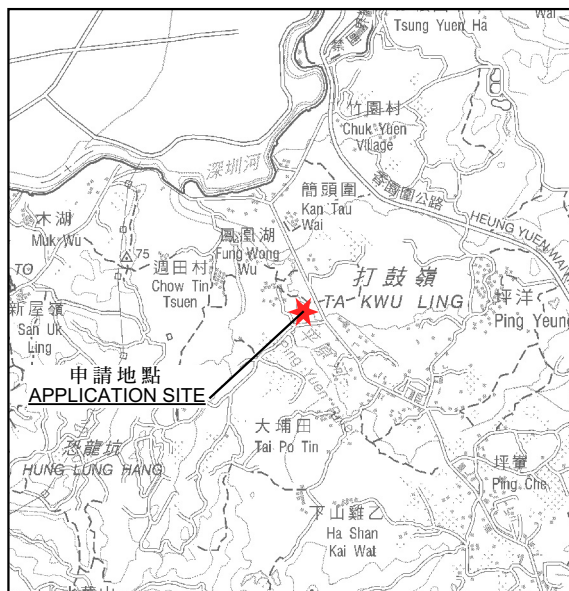 Tsung Yuen Ha
Wai
竹園村
Chuk Yuen
Village
深圳河
香園圍公路
HEUNG YUEN WAI
簡頭圍
Kan Tau
Wai
木湖
Muk Wu
75
鳳凰湖
Fung Wong
Wu
週田村
Chow Tin
Tsuen
打鼓嶺
TA KWU LING
坪洋
Ping Yeung
TO
新屋嶺
San Uk
Ling
申請地點
APPLICATION SITE
Ping Yuen
大埔田
Tai Po Tin
恐龍坑
HUNG LUNG HANG
坪輋
Ping Che
下山雞乙
Ha Shan
Kai Wat